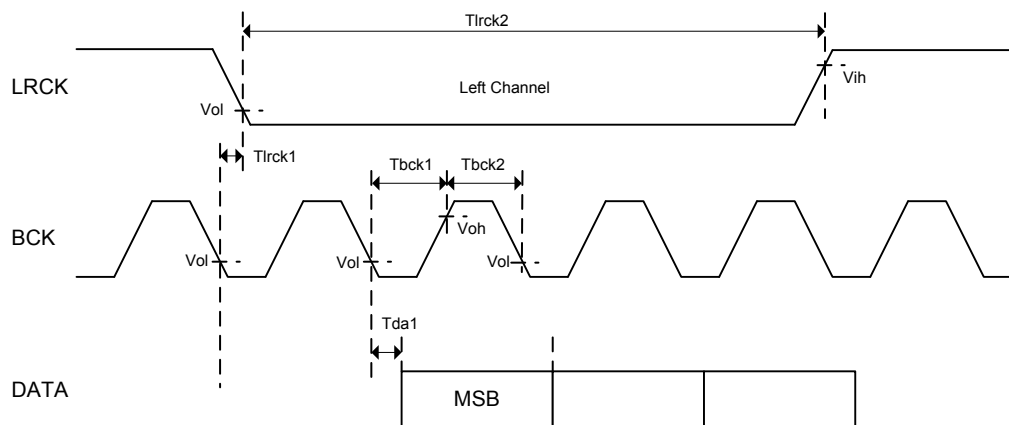 Tlrck2
LRCK
Left Channel
Vih
Vol
Tlrck1
Tbck1
Tbck2
BCK
Voh
Vol
Vol
Vol
Tda1
DATA
MSB